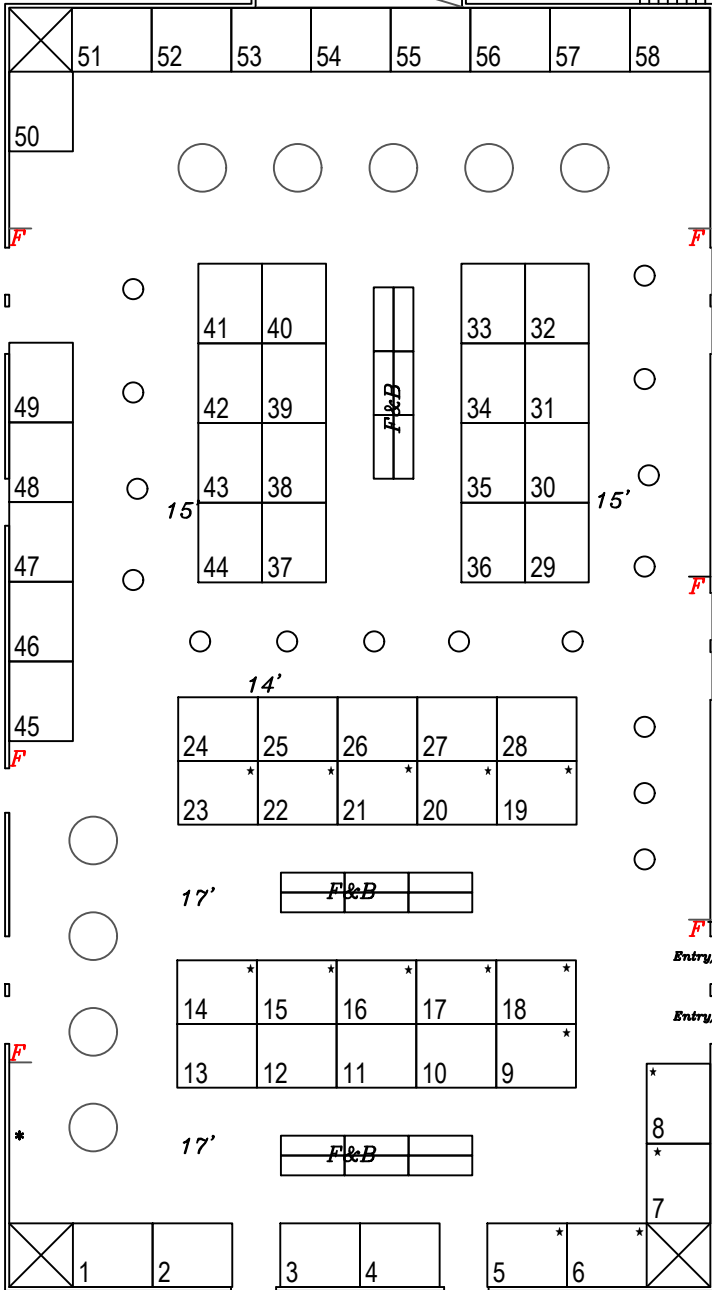 51 52 53 54 55 56 57 58
50
F F
41 40 33 32
F&B
49 42 39 34 31
48 43 38 35 30
15' 15'
47 44 37 36 29
F
46
14'
45 24 25 26 27 28
F
★ ★ ★ ★ ★
23 22 21 20 19
17' F&B
F
Entry,
★ ★ ★ ★ ★
14 15 16 17 18
Entry,
★
F
13 12 11 10 9
★
8
*
17' F&B
★
7
★ ★
1 2 3 4 5 6